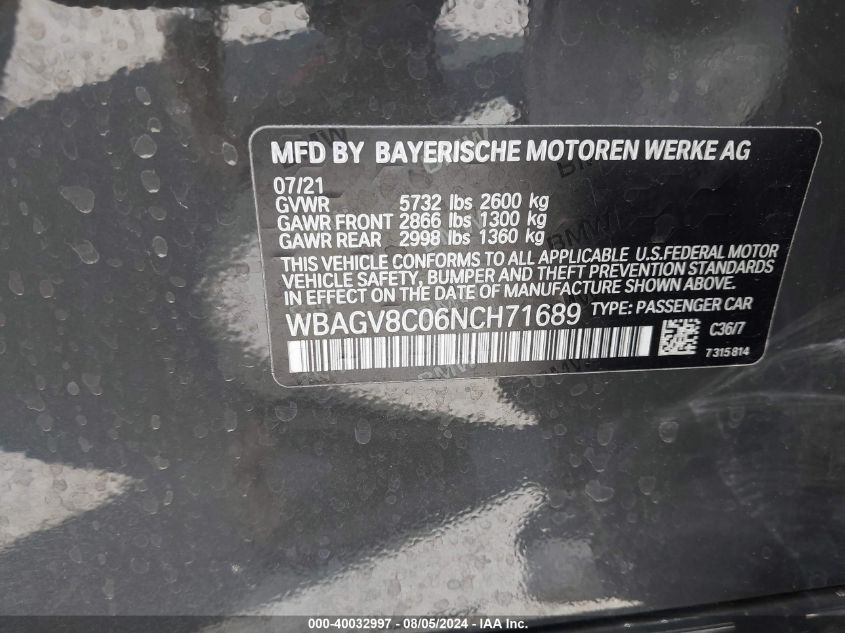 MFD BY BAYERISCHE MOTOREN WERKE AG
07/21
GVWR 5732 lbs 2600 kg
GAWR FRONT 2866 lbs 1300 kg
GAWR REAR 2998 lbs 1360 kg
THIS VEHICLE CONFORMS TO ALL APPLICABLE U.S.FEDERAL MOTOR
VEHICLE SAFETY, BUMPER AND THEFT PREVENTION STANDARDS
IN EFFECT ON THE DATE OF MANUFACTURE SHOWN ABOVE.
WBAGV8C06NCH71689 TYPE: PASSENGER CAR
C36/7
7315814
000-40032997 - 08/05/2024 - IAA Inc.